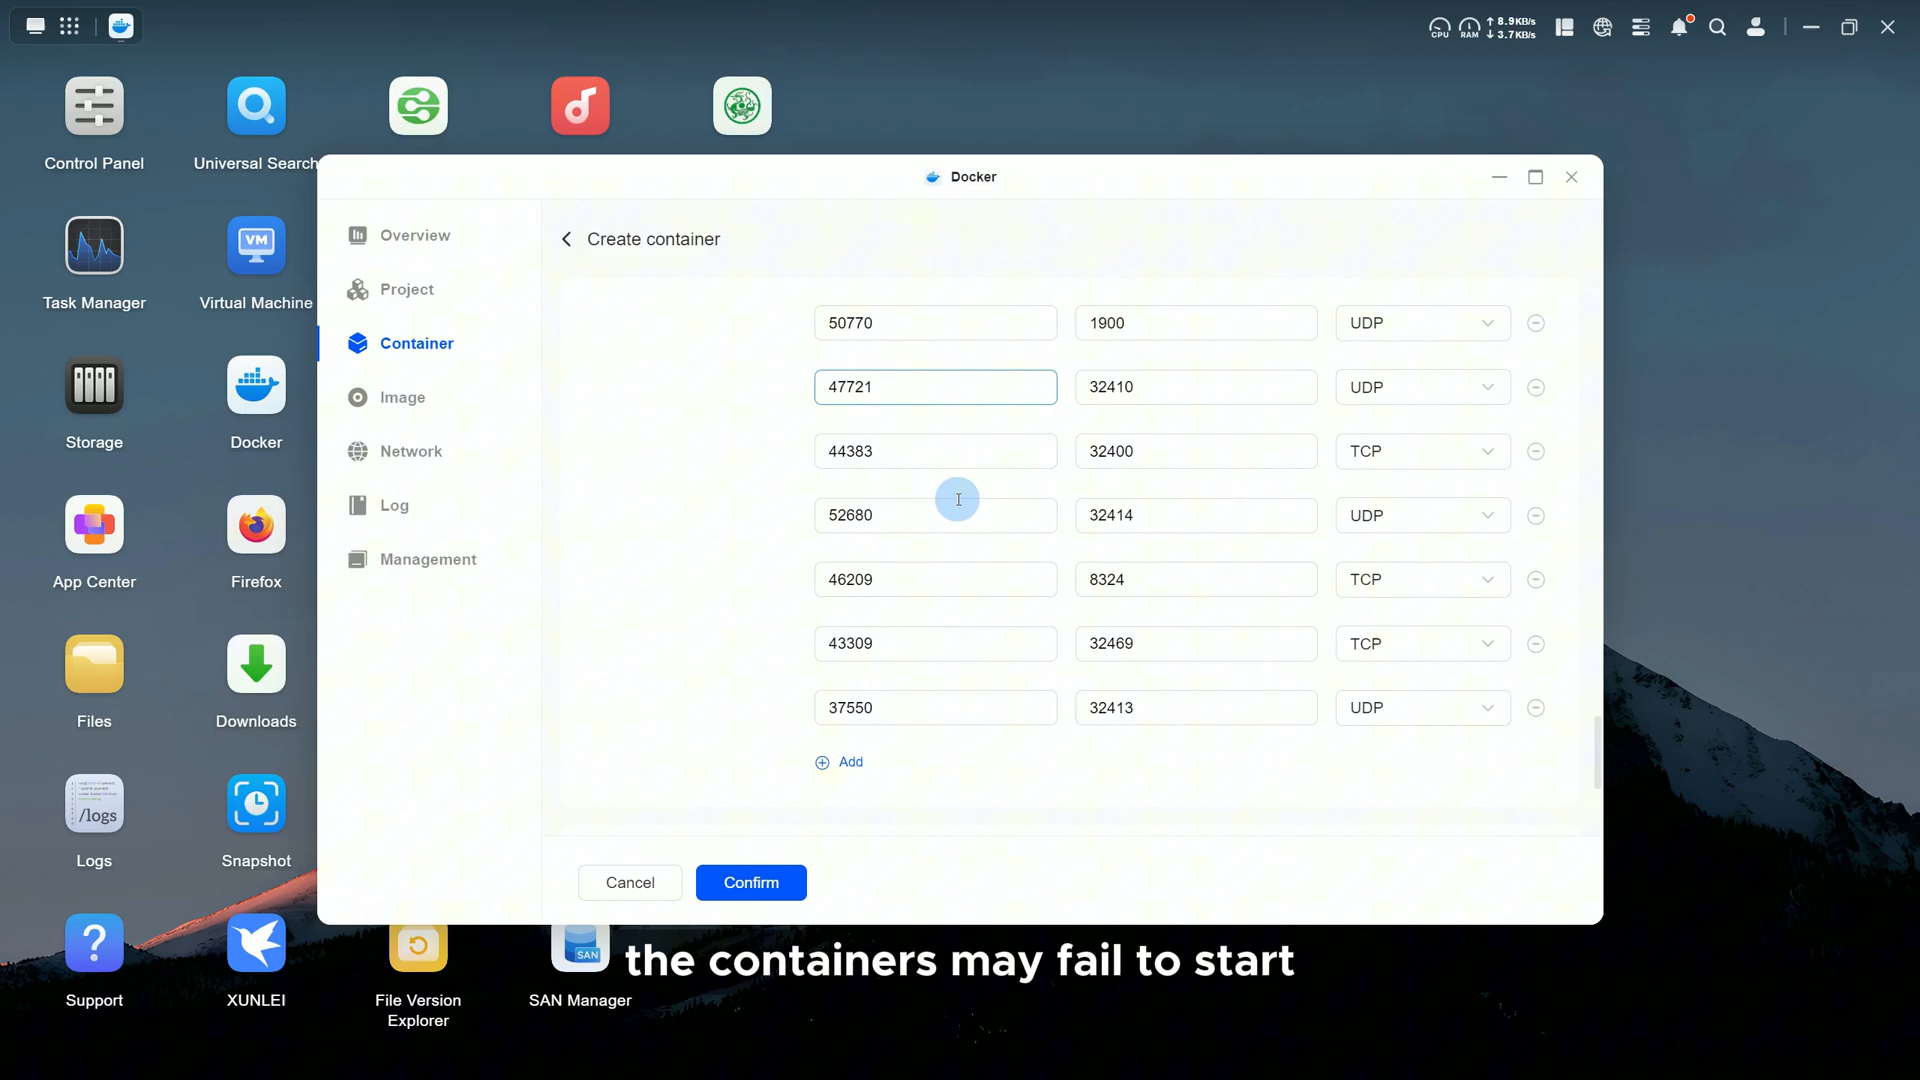 CPU
RAM
↑ 8.9KB/s
↓ 3.7KB/s
Control Panel
Universal Search
Task Manager
VM
Virtual Machine
Storage
Docker
App Center
Firefox
Files
Downloads
/logs
Logs
Snapshot
?
Support
XUNLEI
File Version
Explorer
SAN
SAN Manager
Docker
Overview
Project
Container
Image
Network
Log
Management
Create container
50770 1900 UDP
47721 32410 UDP
44383 32400 TCP
52680 32414 UDP
46209 8324 TCP
43309 32469 TCP
37550 32413 UDP
Add
Cancel
Confirm
the containers may fail to start